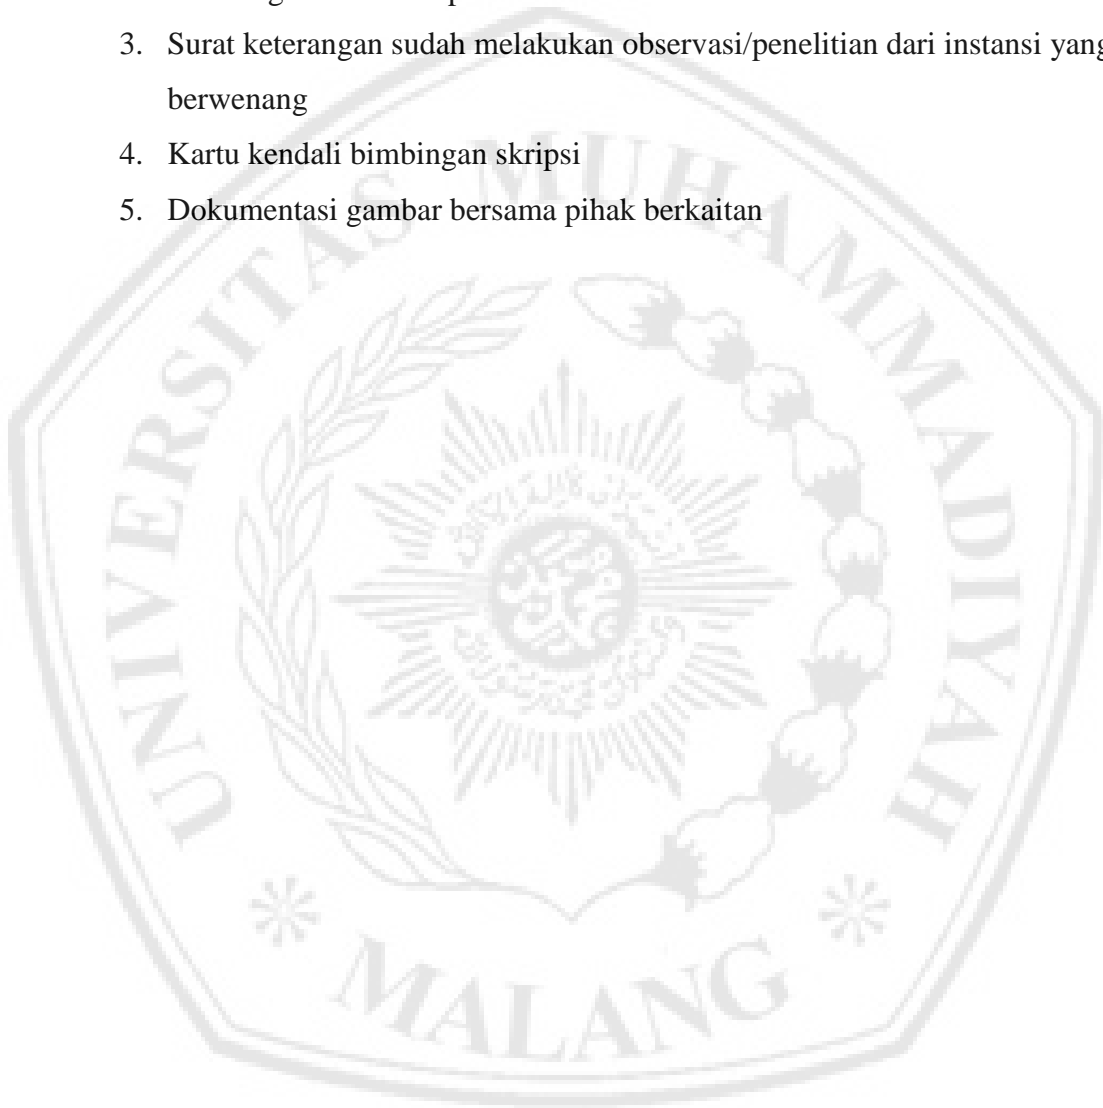 3. Surat keterangan sudah melakukan observasi/penelitian dari instansi yang
berwenang
4. Kartu kendali bimbingan skripsi
5. Dokumentasi gambar bersama pihak berkaitan
UNIVERSITAS MUHAMMADIYAH
MALANG